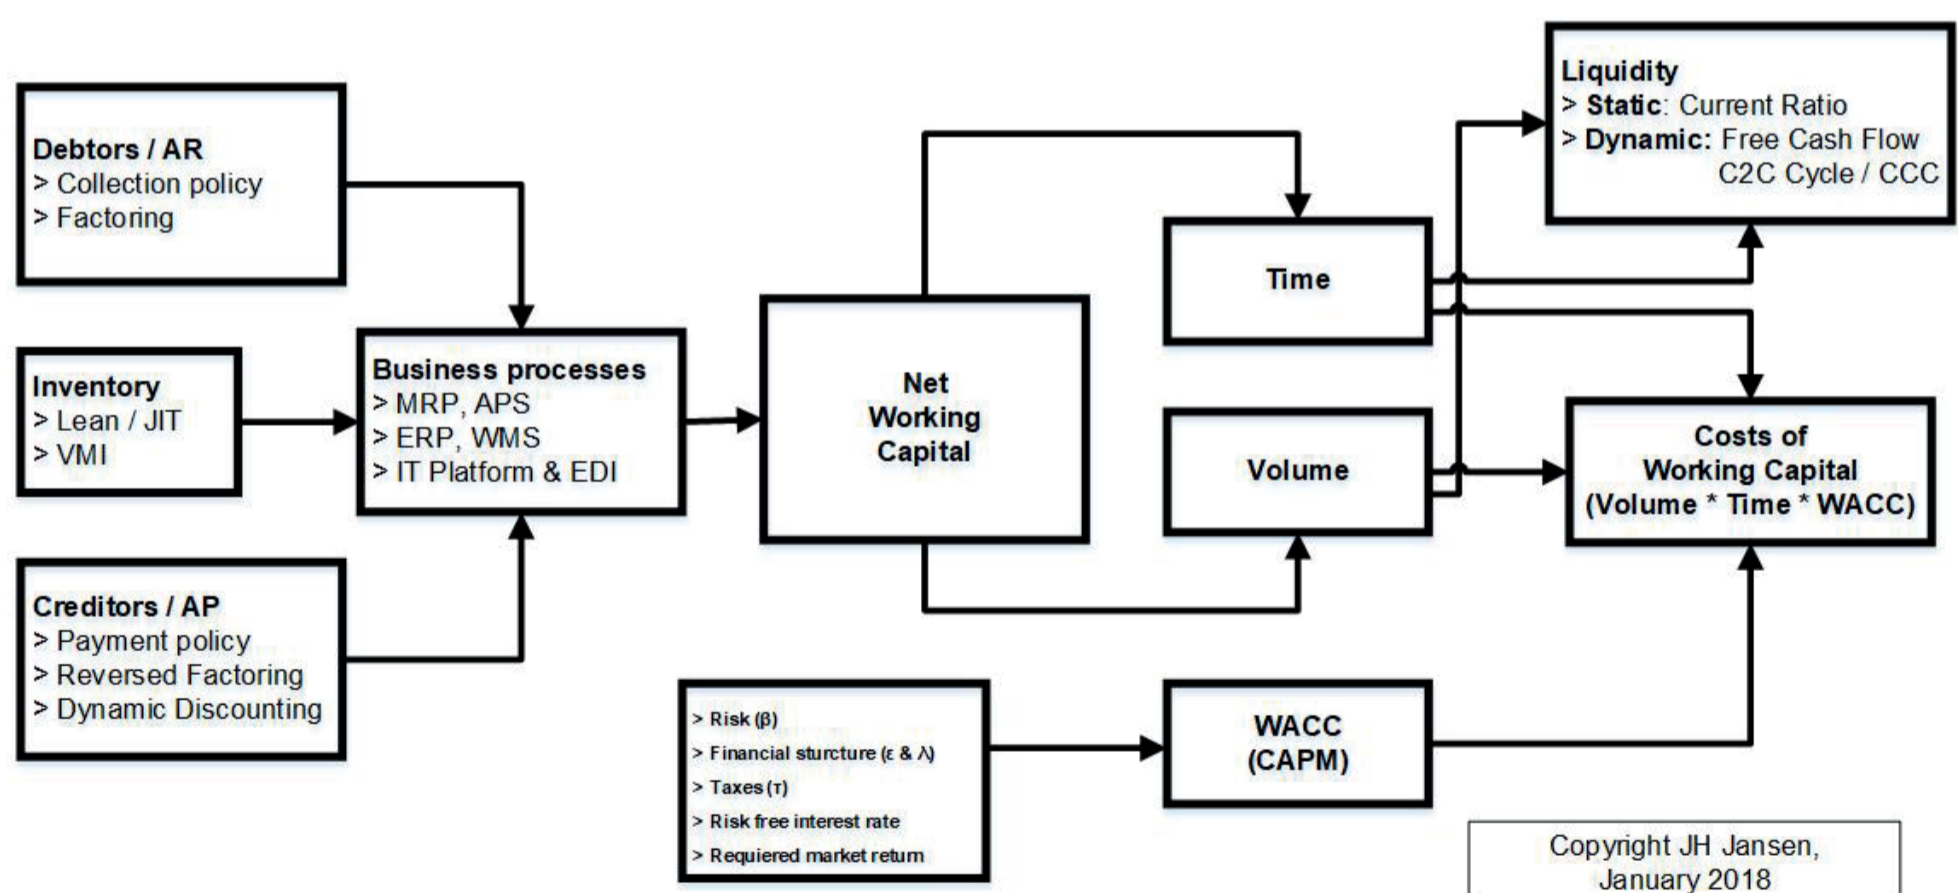 Debtors / AR
> Collection policy
> Factoring
Inventory
> Lean / JIT
> VMI
Creditors / AP
> Payment policy
> Reversed Factoring
> Dynamic Discounting
Business processes
> MRP, APS
> ERP, WMS
> IT Platform & EDI
Net
Working
Capital
Time
Volume
Liquidity
> Static: Current Ratio
> Dynamic: Free Cash Flow
C2C Cycle / CCC
Costs of
Working Capital
(Volume * Time * WACC)
> Risk (β)
> Financial sturcture (ε & λ)
> Taxes (τ)
> Risk free interest rate
> Requiered market return
WACC
(CAPM)
Copyright JH Jansen,
January 2018